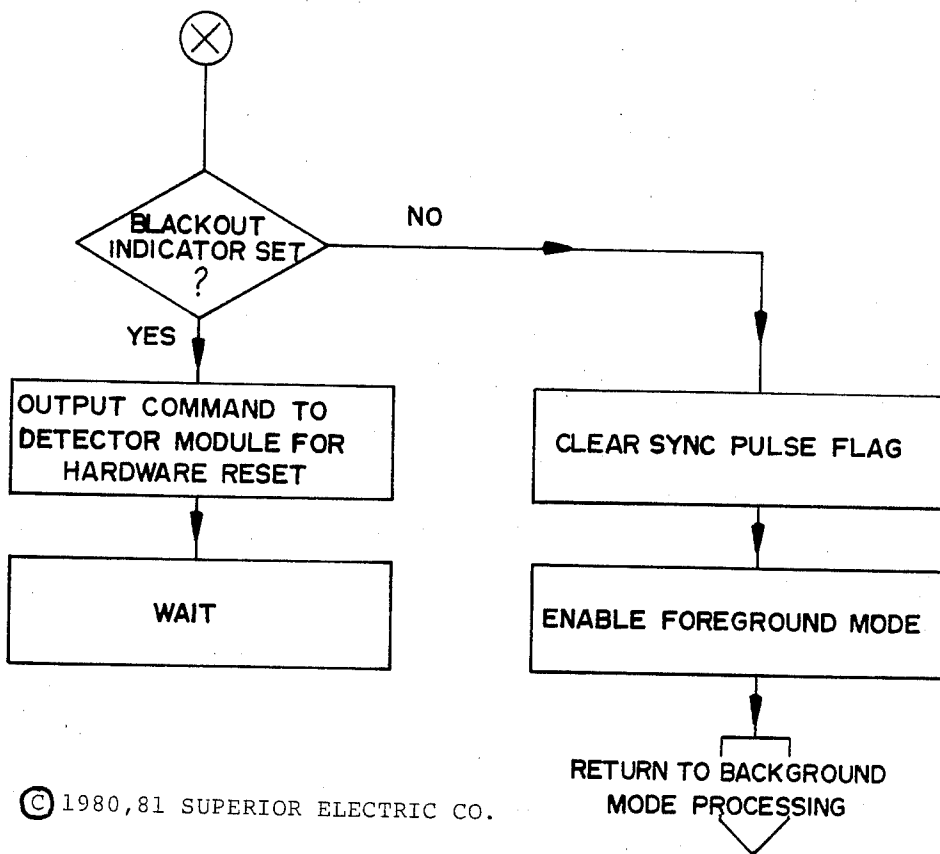 BLACKOUT
INDICATOR SET
?
NO
YES
OUTPUT COMMAND TO
DETECTOR MODULE FOR
HARDWARE RESET
WAIT
CLEAR SYNC PULSE FLAG
ENABLE FOREGROUND MODE
RETURN TO BACKGROUND
MODE PROCESSING
© 1980,81 SUPERIOR ELECTRIC CO.